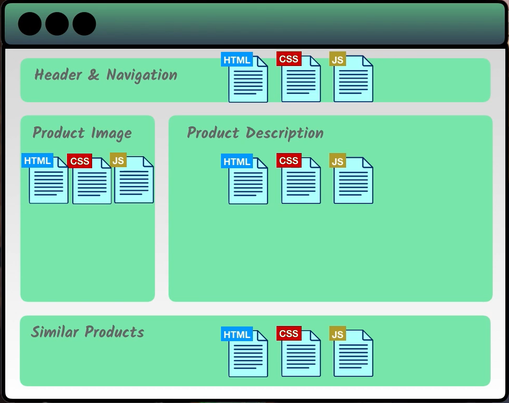 Header & Navigation HTML CSS JS
Product Image
HTML CSS JS
Product Description
HTML CSS JS
Similar Products HTML CSS JS